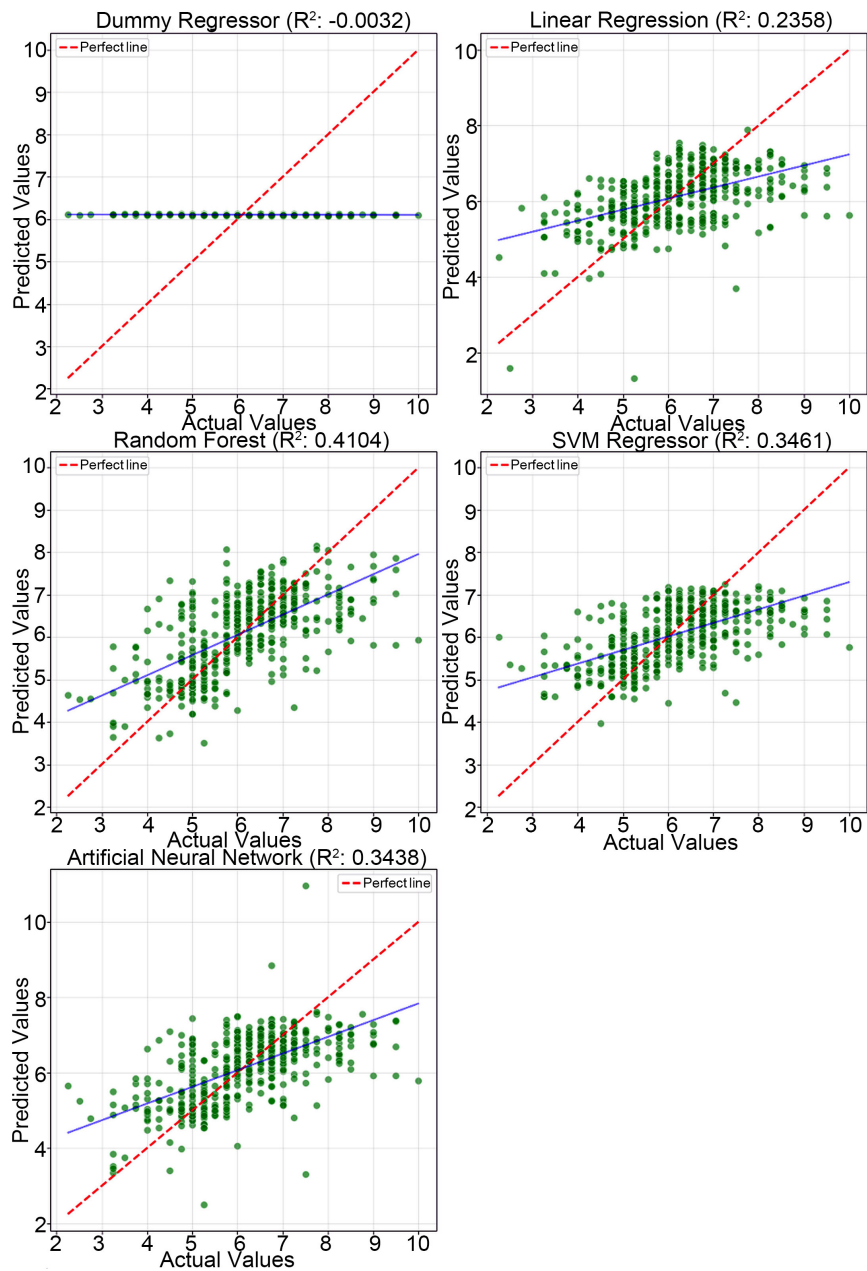 Dummy Regressor (R²: -0.0032)
Perfect line
10
9
8
7
6
5
4
3
2
Predicted Values
2 3 4 5 6 7 8 9 10
Actual Values
Linear Regression (R²: 0.2358)
Perfect line
10
8
6
4
2
Predicted Values
2 3 4 5 6 7 8 9 10
Actual Values
Random Forest (R²: 0.4104)
Perfect line
10
9
8
7
6
5
4
3
2
Predicted Values
2 3 4 5 6 7 8 9 10
Actual Values
SVM Regressor (R²: 0.3461)
Perfect line
10
9
8
7
6
5
4
3
2
Predicted Values
2 3 4 5 6 7 8 9 10
Actual Values
Artificial Neural Network (R²: 0.3438)
Perfect line
10
8
6
4
2
Predicted Values
2 3 4 5 6 7 8 9 10
Actual Values